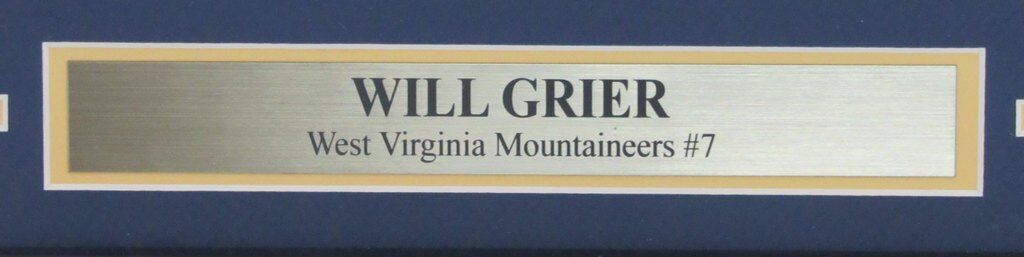 WILL GRIER
West Virginia Mountaineers #7